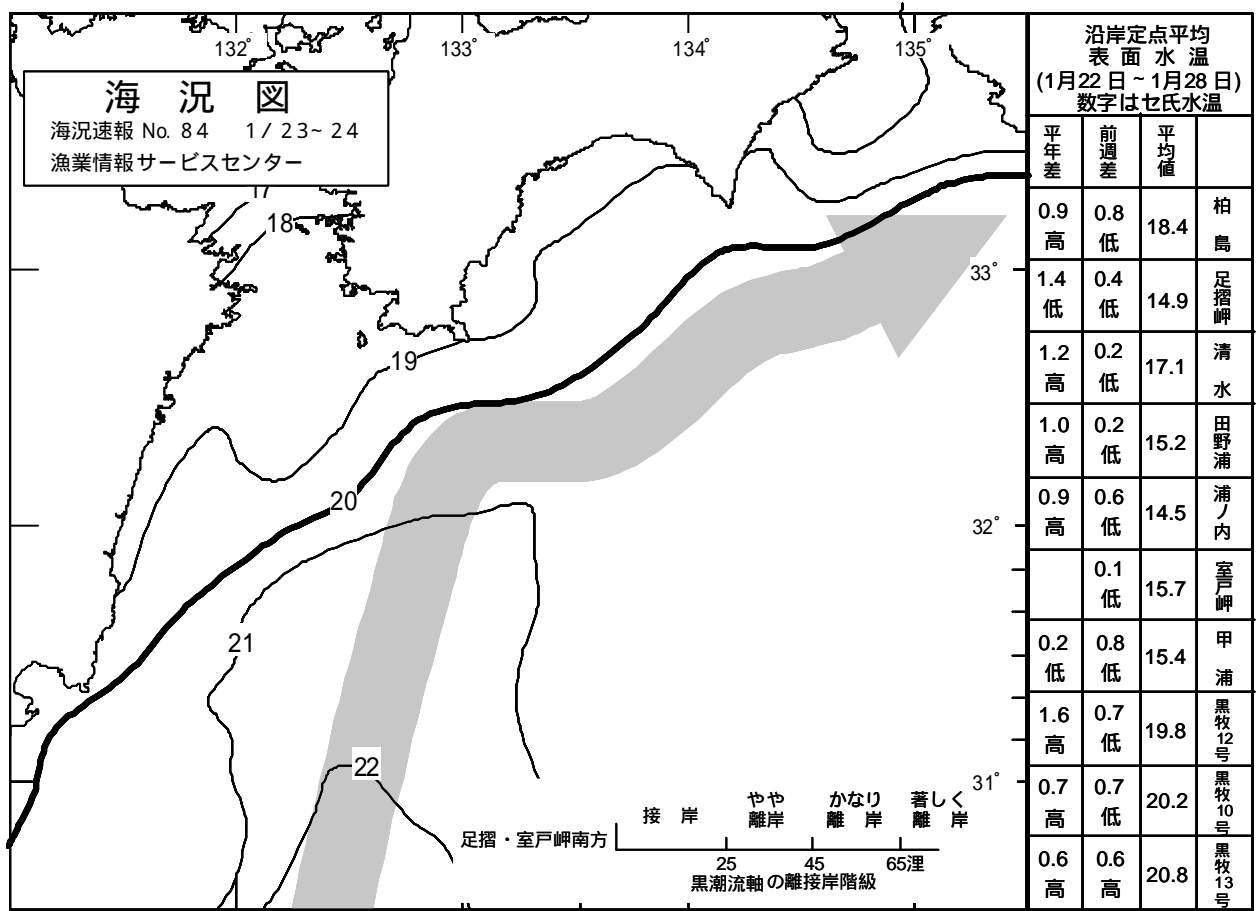 132°
133°
134°
135°
海 況 図
海況速報 No. 84 1/23~24
漁業情報サービスセンター
17
18
19
20
21
22
33°
32°
31°
足摺・室戸岬南方
接 岸
やや
離岸
かなり
離 岸
著しく
離 岸
25 45 65浬
黒潮流軸の離接岸階級
沿岸定点平均
表 面 水 温
(1月22日~1月28日)
数字はセ氏水温
平年差 前週差 平均値
0.9高 0.8低 18.4 柏島
1.4低 0.4低 14.9 足摺岬
1.2高 0.2低 17.1 清水
1.0高 0.2低 15.2 田野浦
0.9高 0.6低 14.5 浦ノ内
0.1低 15.7 室戸岬
0.2低 0.8低 15.4 甲浦
1.6高 0.7低 19.8 黒牧12号
0.7高 0.7低 20.2 黒牧10号
0.6高 0.6高 20.8 黒牧13号